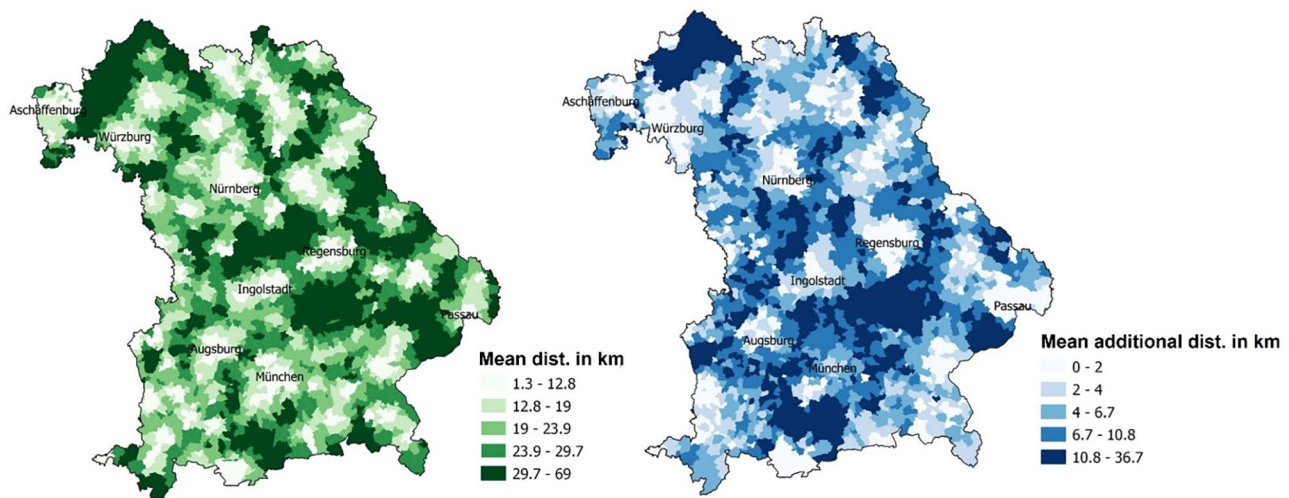 Aschaffenburg
Würzburg
Nürnberg
Regensburg
Ingolstadt
Passau
Augsburg
München
Mean dist. in km
1.3 - 12.8
12.8 - 19
19 - 23.9
23.9 - 29.7
29.7 - 69
Aschaffenburg
Würzburg
Nürnberg
Regensburg
Ingolstadt
Passau
Augsburg
München
Mean additional dist. in km
0 - 2
2 - 4
4 - 6.7
6.7 - 10.8
10.8 - 36.7